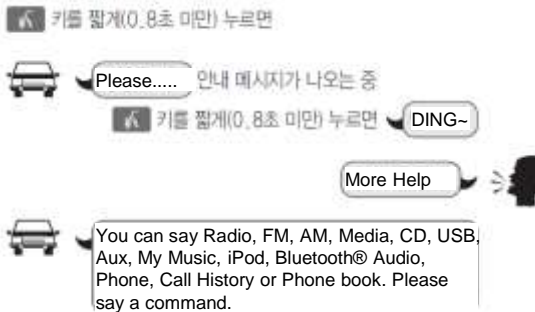 키를 짧게(0.8초 미만) 누르면
Please..... 안내 메시지가 나오는 중
키를 짧게(0.8초 미만) 누르면 DING~
More Help
You can say Radio, FM, AM, Media, CD, USB,
Aux, My Music, iPod, Bluetooth® Audio,
Phone, Call History or Phone book. Please
say a command.